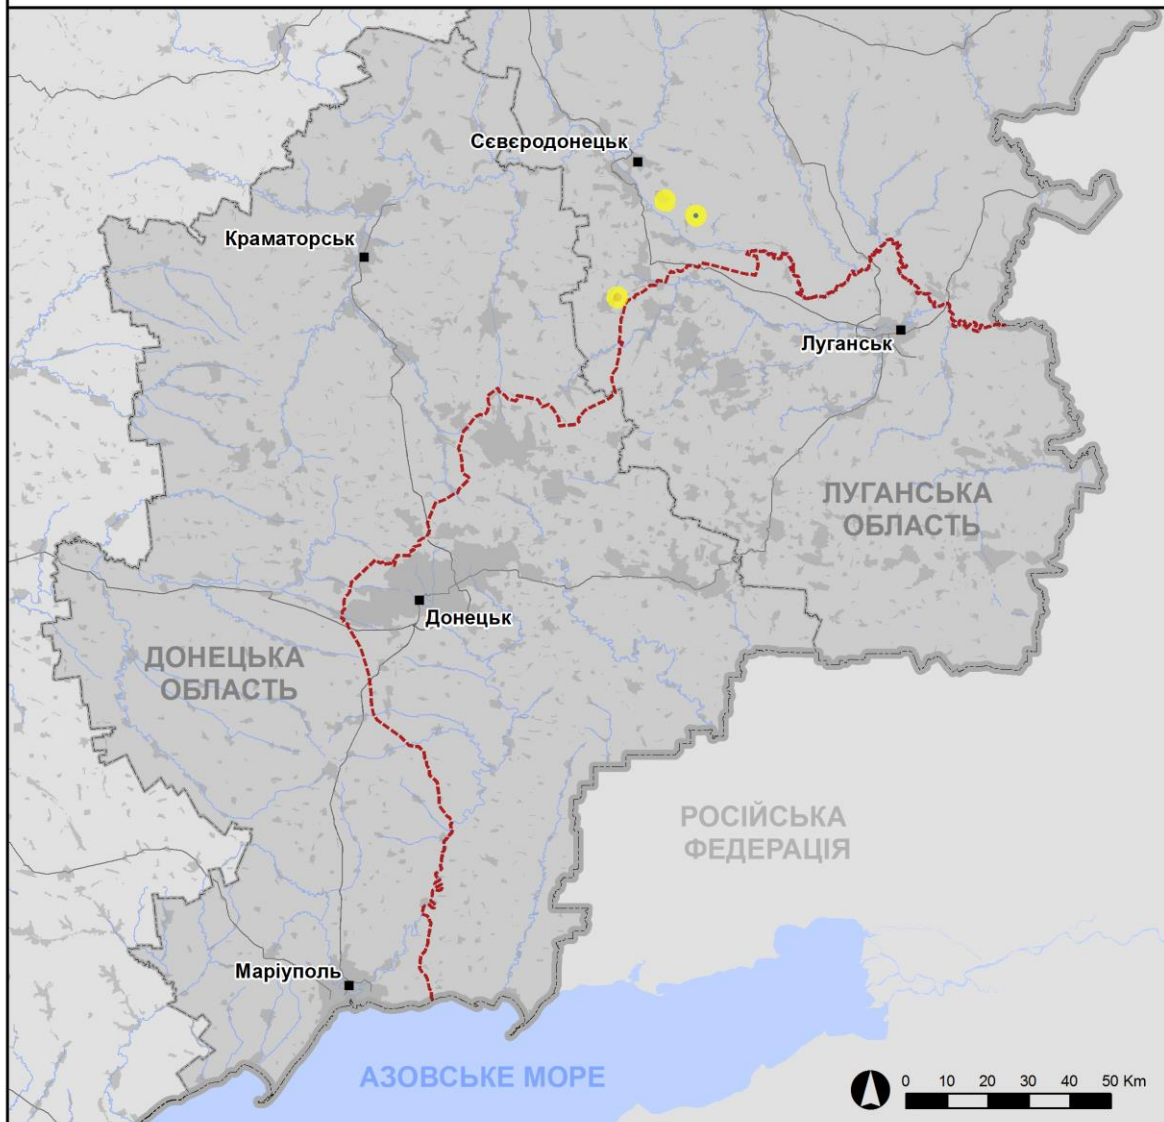 Сєвєродонецьк
Краматорськ
Луганськ
ЛУГАНСЬКА
ОБЛАСТЬ
Донецьк
ДОНЕЦЬКА
ОБЛАСТЬ
РОСІЙСЬКА
ФЕДЕРАЦІЯ
Маріуполь
АЗОВСЬКЕ МОРЕ
0 10 20 30 40 50 Km